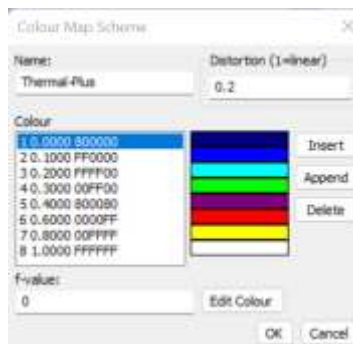 Colour Map Scheme
Name:
Distortion (1=linear)
Thermal-Plus
0.2
Colour
1 0.0000 800000
2 0.1000 FF0000
3 0.2000 FFFF00
4 0.3000 00FF00
5 0.4000 800080
6 0.6000 0000FF
7 0.8000 00FFFF
8 1.0000 FFFFFF
Insert
Append
Delete
f-value:
0
Edit Colour
OK
Cancel